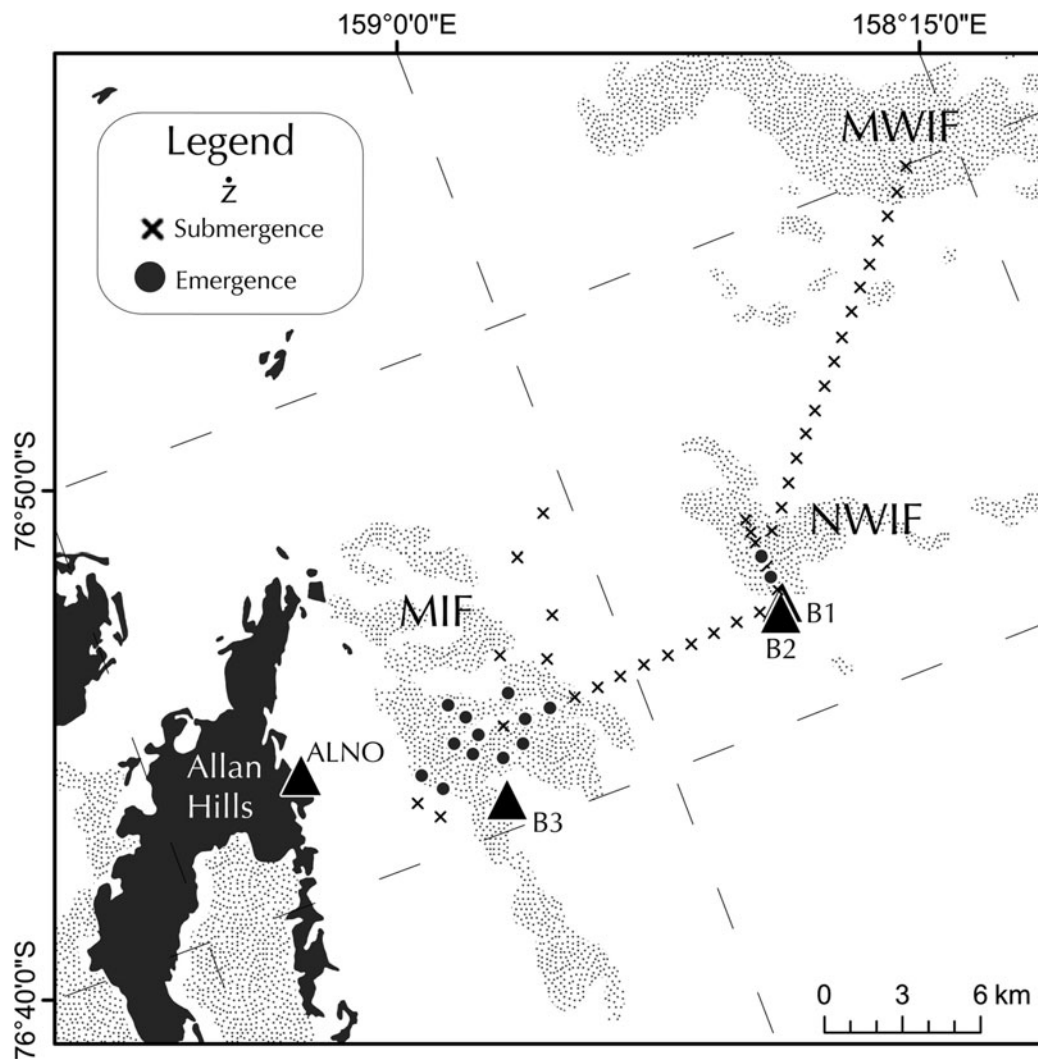 159°0'0"E
158°15'0"E
Legend
ż
Submergence
Emergence
MWIF
76°50'0"S
NWIF
MIF
B1
B2
ALNO
Allan
Hills
B3
76°40'0"S
0 3 6 km